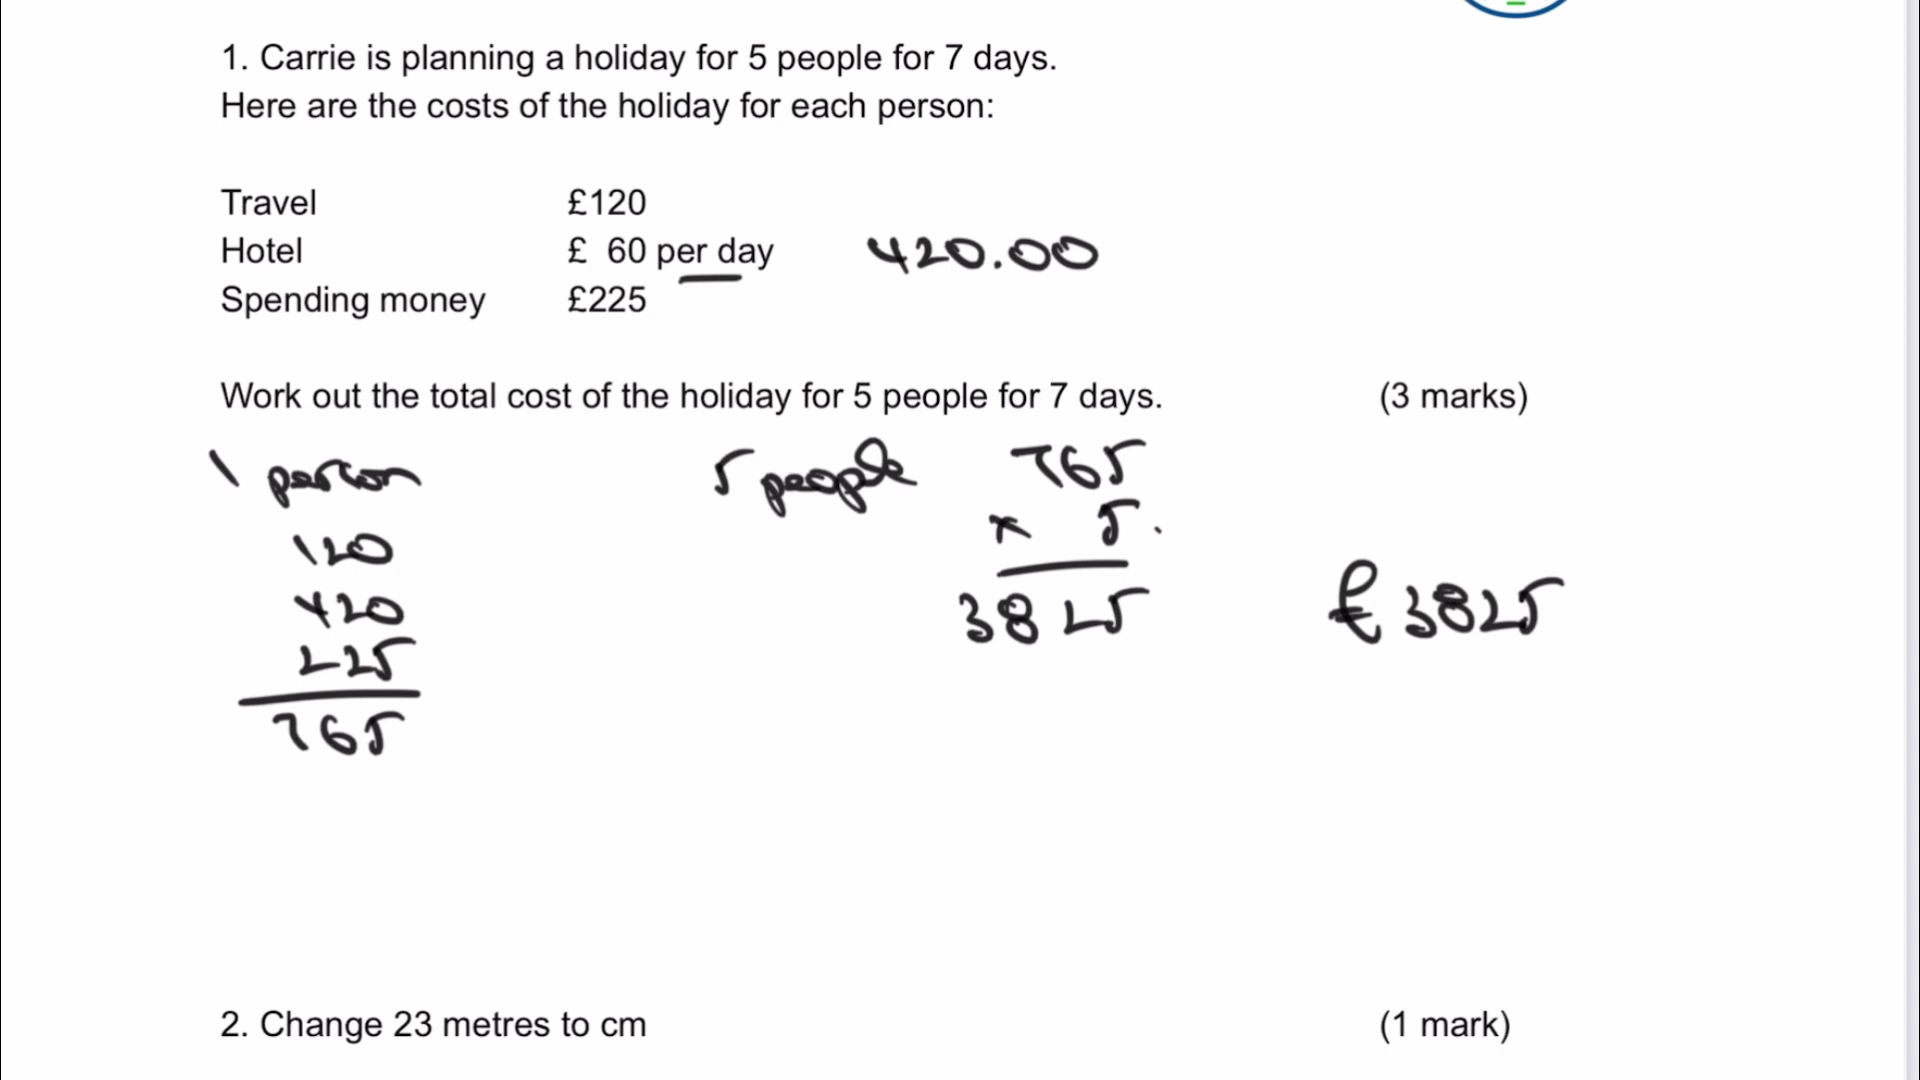 1. Carrie is planning a holiday for 5 people for 7 days.
Here are the costs of the holiday for each person:
Travel £120
Hotel £ 60 per day 420.00
Spending money £225
Work out the total cost of the holiday for 5 people for 7 days. (3 marks)
1 person
120
420
225
765
5 people 765
× 5
3825
£3825
2. Change 23 metres to cm (1 mark)